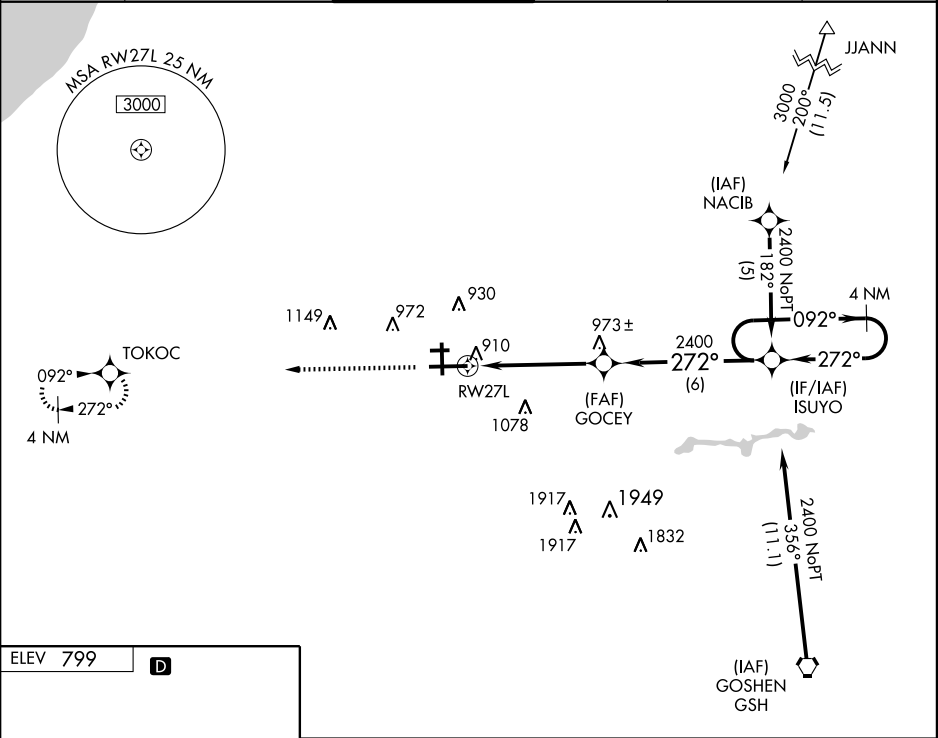 MSA RW27L 25 NM
3000
JJANN
3000
200°
(11.5)
(IAF)
NACIB
2400 NoPT
182°
(5)
4 NM
092°
272°
(IF/IAF)
ISUYO
1149
972
930
910
973±
2400
272°
(6)
RW27L
(FAF)
GOCEY
1078
TOKOC
092°
272°
4 NM
1917
1949
1917
1832
2400 NoPT
356°
(11.1)
(IAF)
GOSHEN
GSH
ELEV 799
D